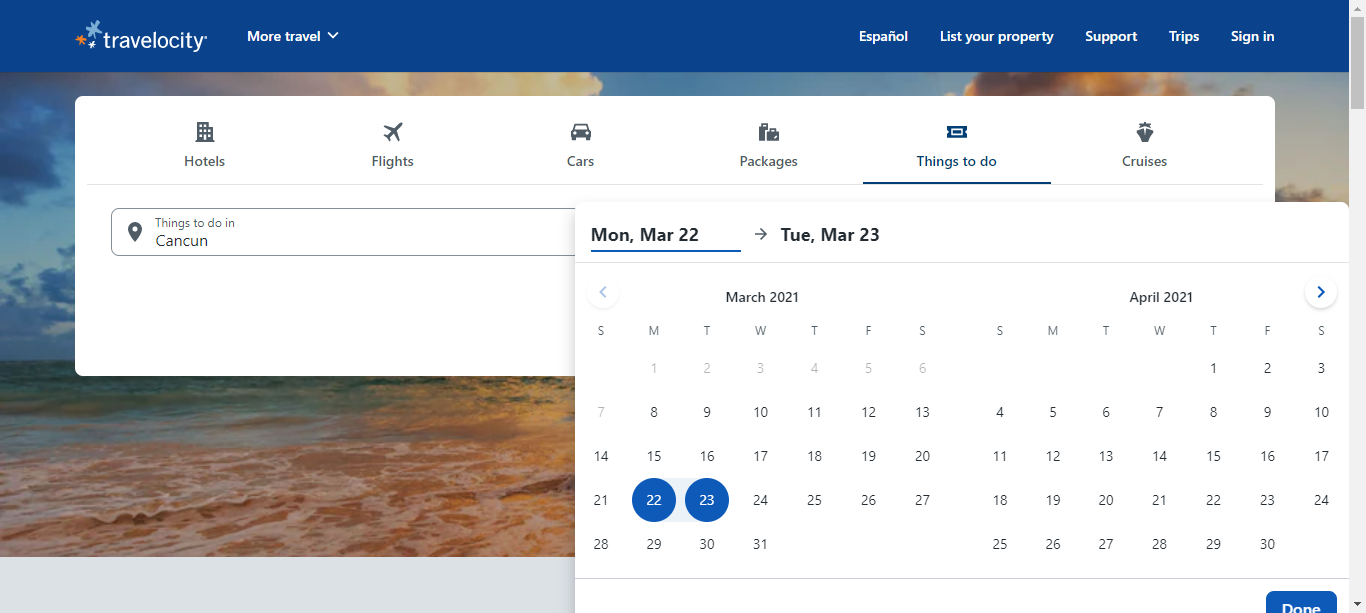 travelocity
More travel
Español
List your property
Support
Trips
Sign in
Hotels
Flights
Cars
Packages
Things to do
Cruises
Things to do in
Cancun
Mon, Mar 22
Tue, Mar 23
March 2021
S M T W T F S
1 2 3 4 5 6
7 8 9 10 11 12 13
14 15 16 17 18 19 20
21 22 23 24 25 26 27
28 29 30 31
April 2021
S M T W T F S
1 2 3
4 5 6 7 8 9 10
11 12 13 14 15 16 17
18 19 20 21 22 23 24
25 26 27 28 29 30
Done